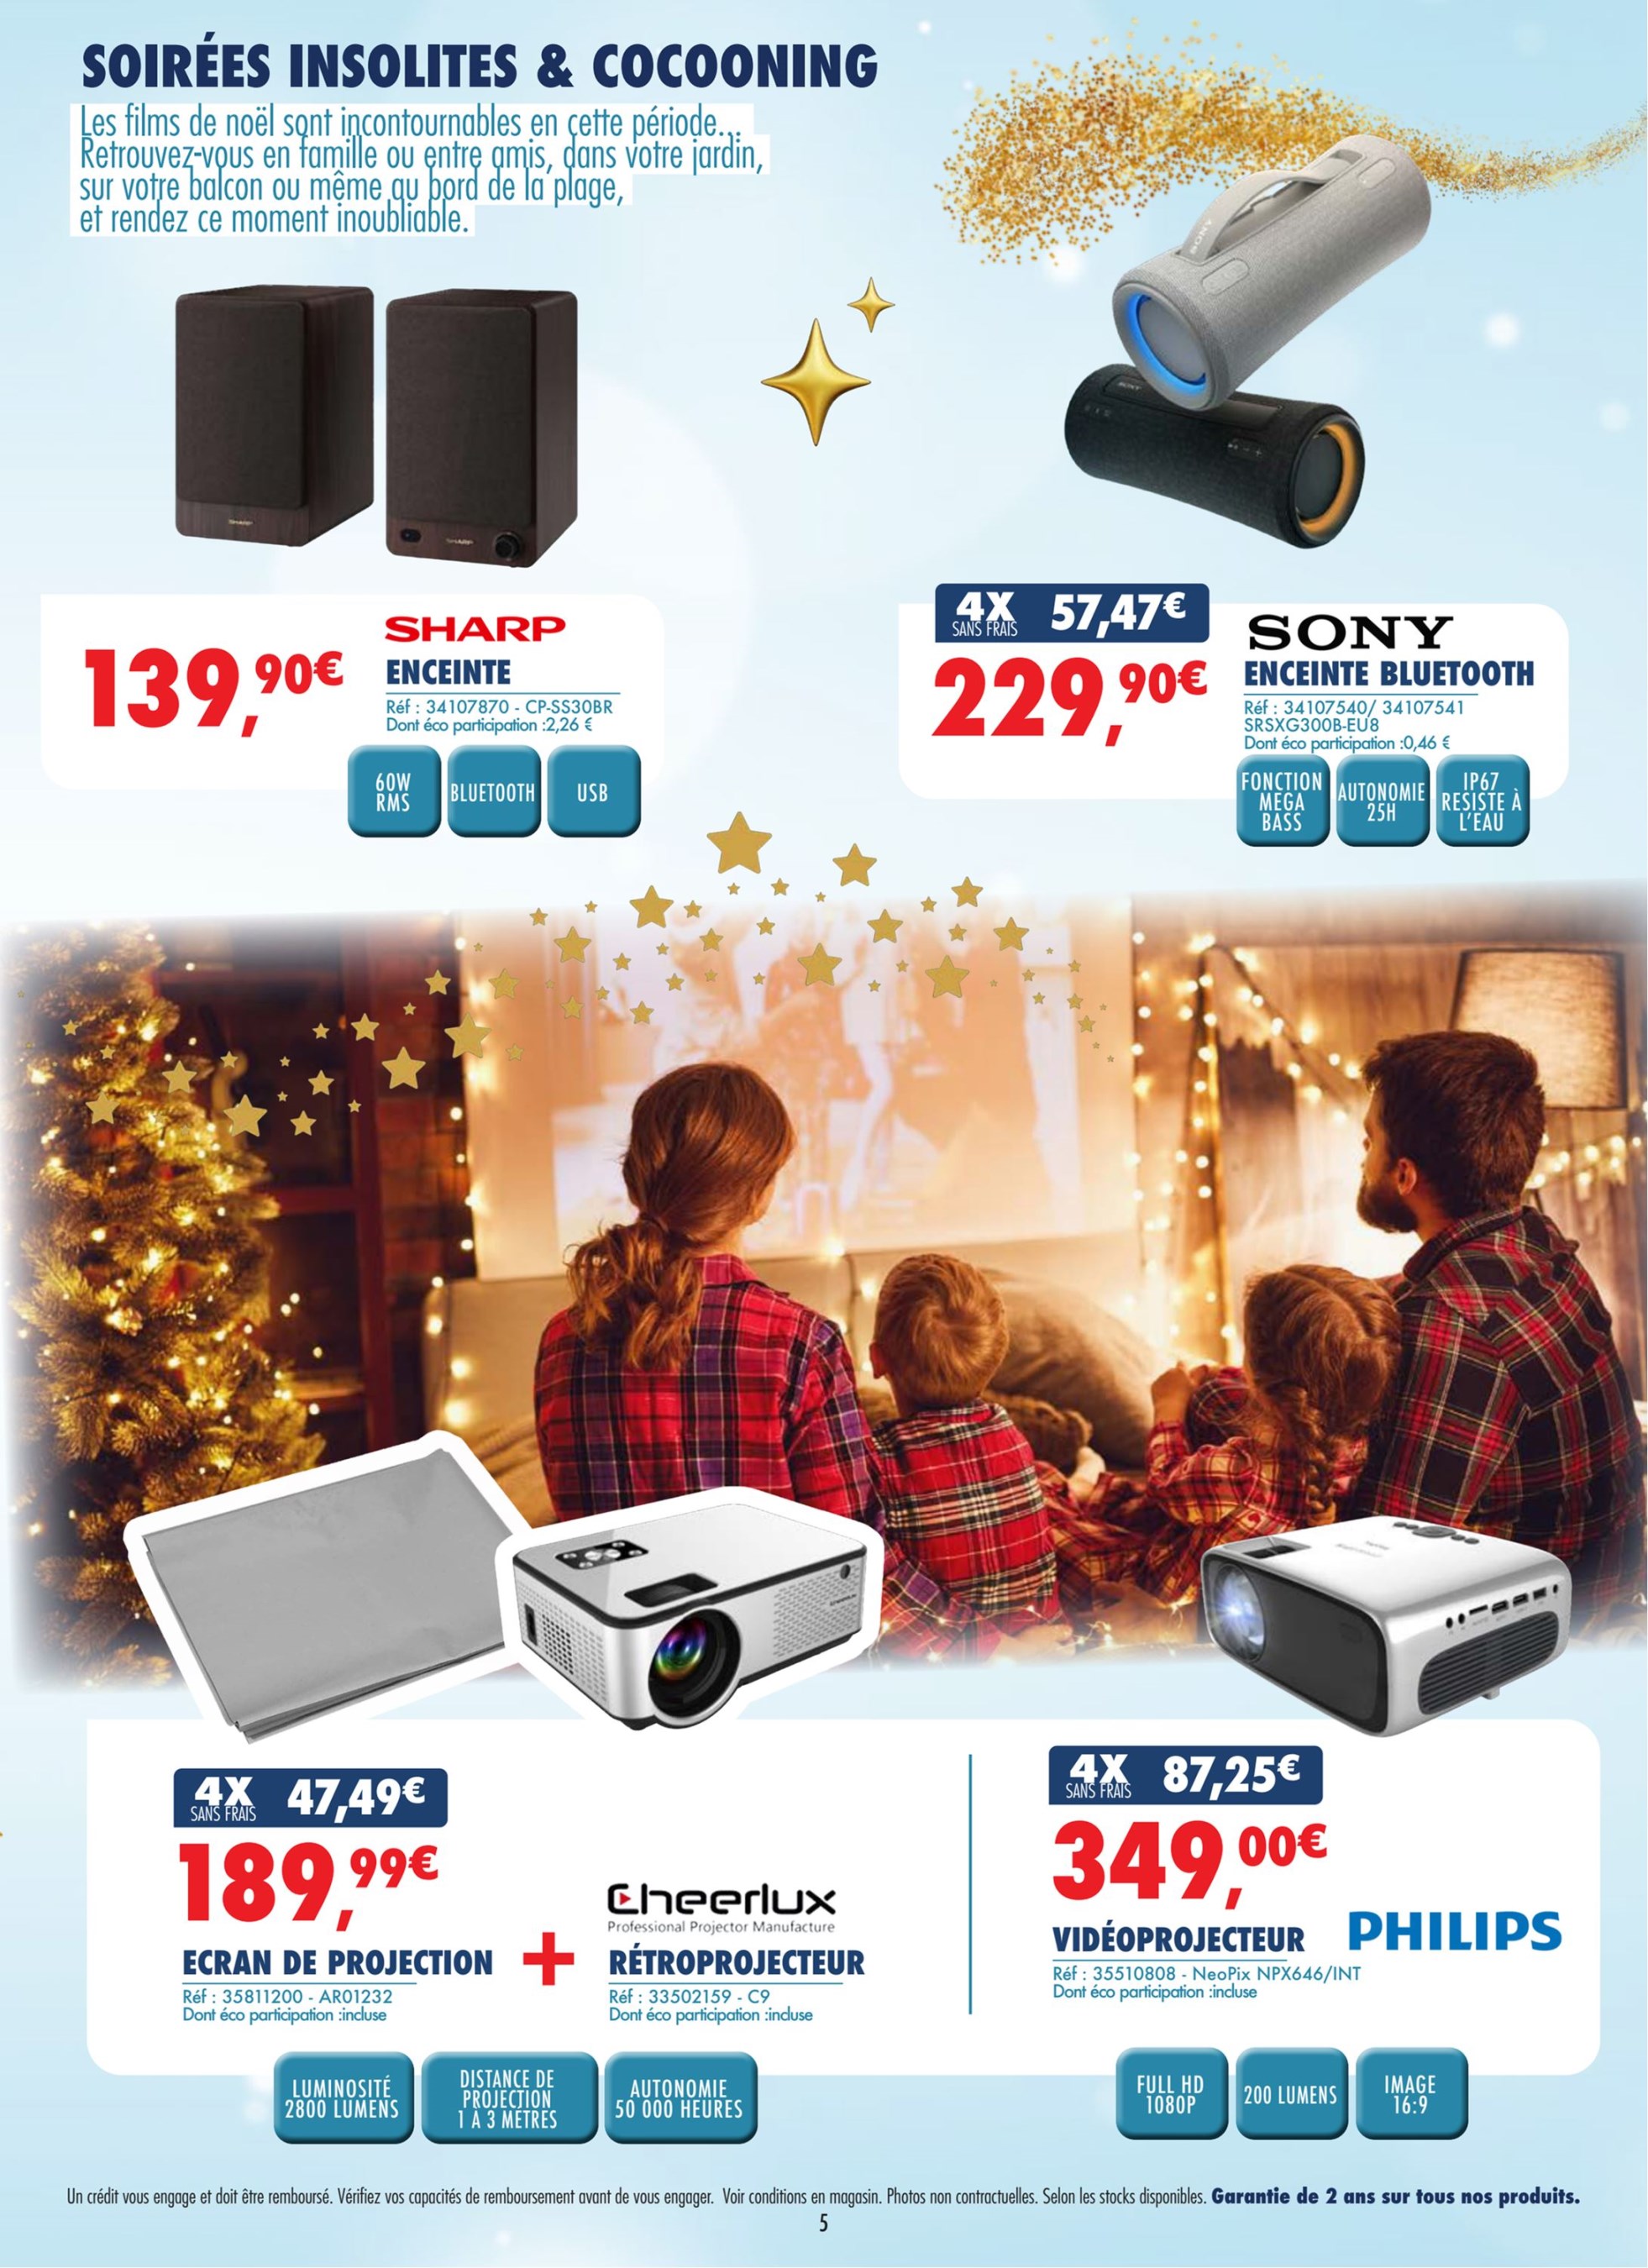 SOIRÉES INSOLITES & COCOONING
Les films de noël sont incontournables en cette période...
Retrouvez-vous en famille ou entre amis, dans votre jardin,
sur votre balcon ou même au bord de la plage,
et rendez ce moment inoubliable.
SONY
SONY
SHARP
SHARP
139,90€
SHARP
ENCEINTE
Réf : 34107870 - CP-SS30BR
Dont éco participation :2,26 €
60W
RMS
BLUETOOTH
USB
4X
SANS FRAIS
57,47€
229,90€
SONY
ENCEINTE BLUETOOTH
Réf : 34107540/ 34107541
SRSXG300B-EU8
Dont éco participation :0,46 €
FONCTION
MEGA
BASS
AUTONOMIE
25H
IP67
RESISTE À
L'EAU
4X
SANS FRAIS
47,49€
189,99€
ECRAN DE PROJECTION
Réf : 35811200 - AR01232
Dont éco participation :incluse
+
Cheerlux
Professional Projector Manufacture
RÉTROPROJECTEUR
Réf : 33502159 - C9
Dont éco participation :incluse
LUMINOSITÉ
2800 LUMENS
DISTANCE DE
PROJECTION
1 A 3 METRES
AUTONOMIE
50 000 HEURES
4X
SANS FRAIS
87,25€
349,00€
VIDÉOPROJECTEUR
PHILIPS
Réf : 35510808 - NeoPix NPX646/INT
Dont éco participation :incluse
FULL HD
1080P
200 LUMENS
IMAGE
16:9
Un crédit vous engage et doit être remboursé. Vérifiez vos capacités de remboursement avant de vous engager. Voir conditions en magasin. Photos non contractuelles. Selon les stocks disponibles. Garantie de 2 ans sur tous nos produits.
5